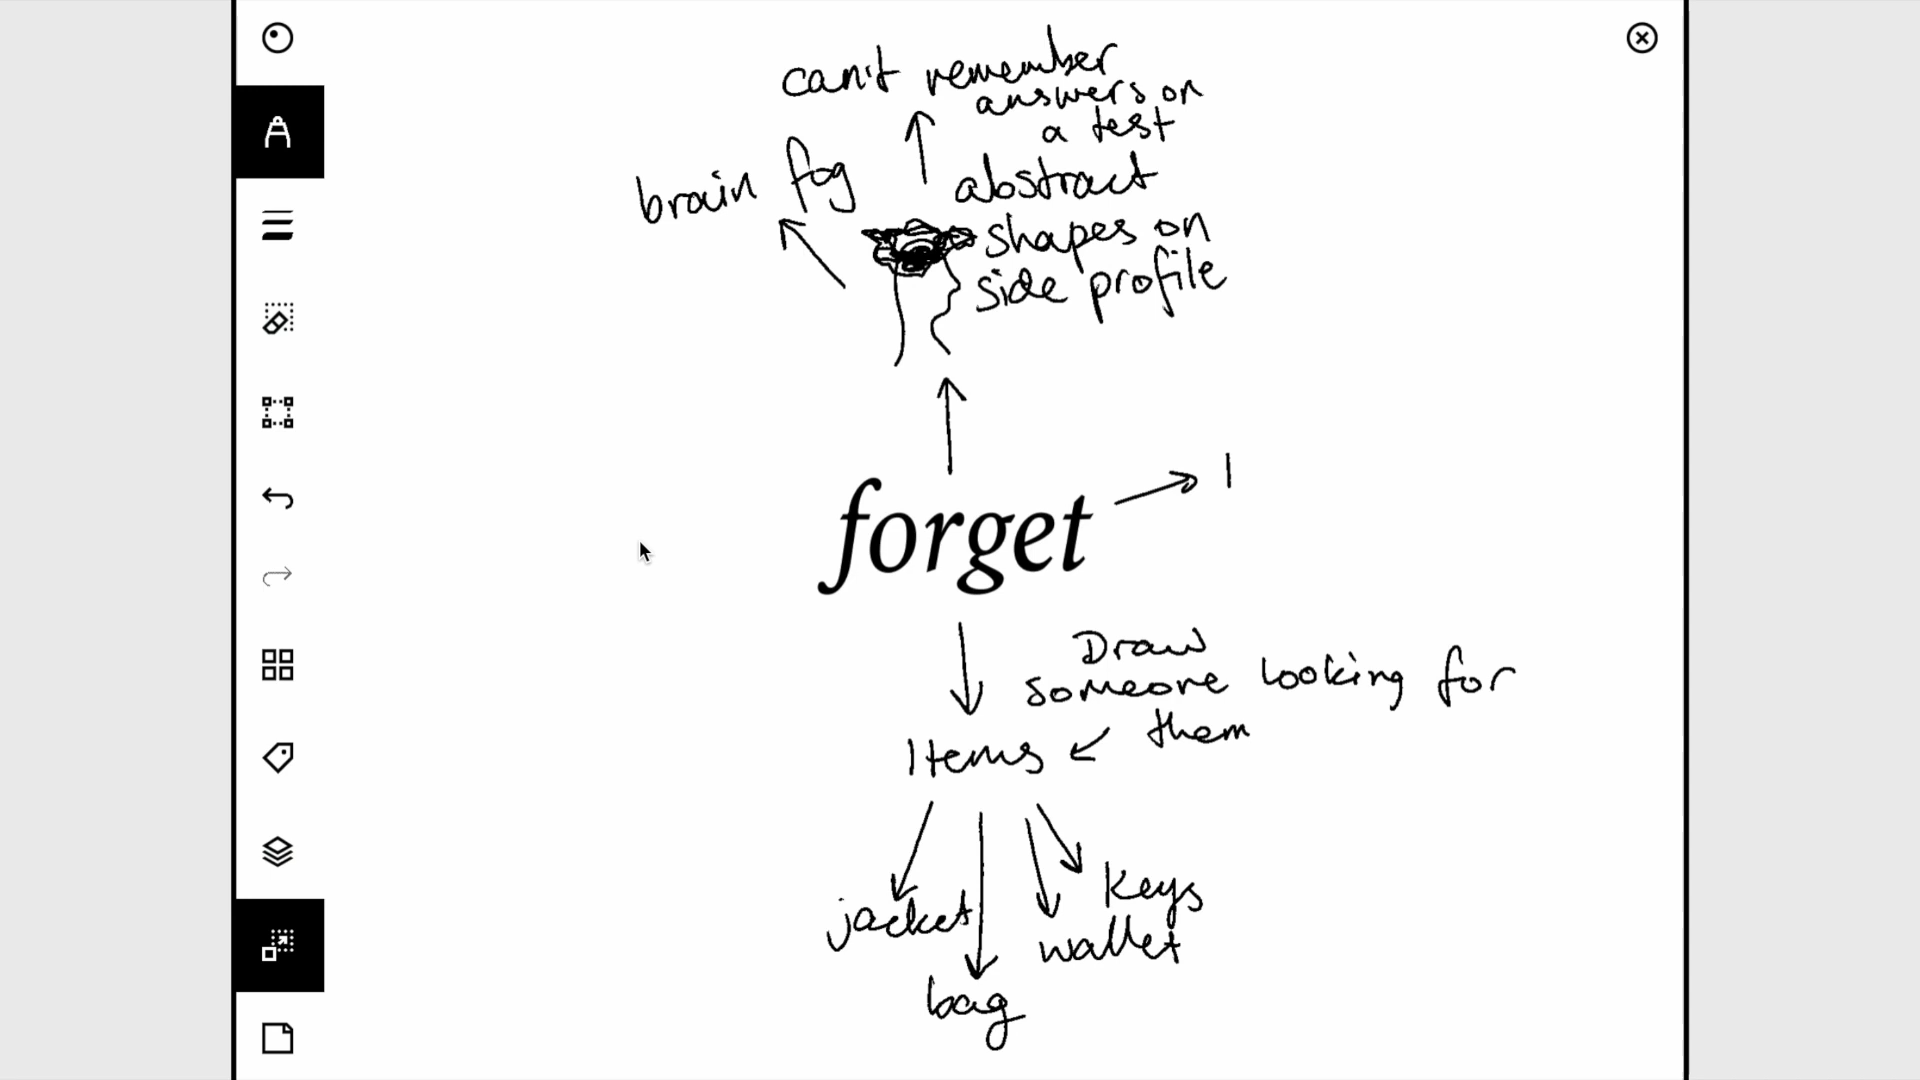 can't remember
answers on
a test
brain fog
abstract
shapes on
side profile
forget
Draw
someone looking for
them
Items
jacket
Keys
wallet
bag